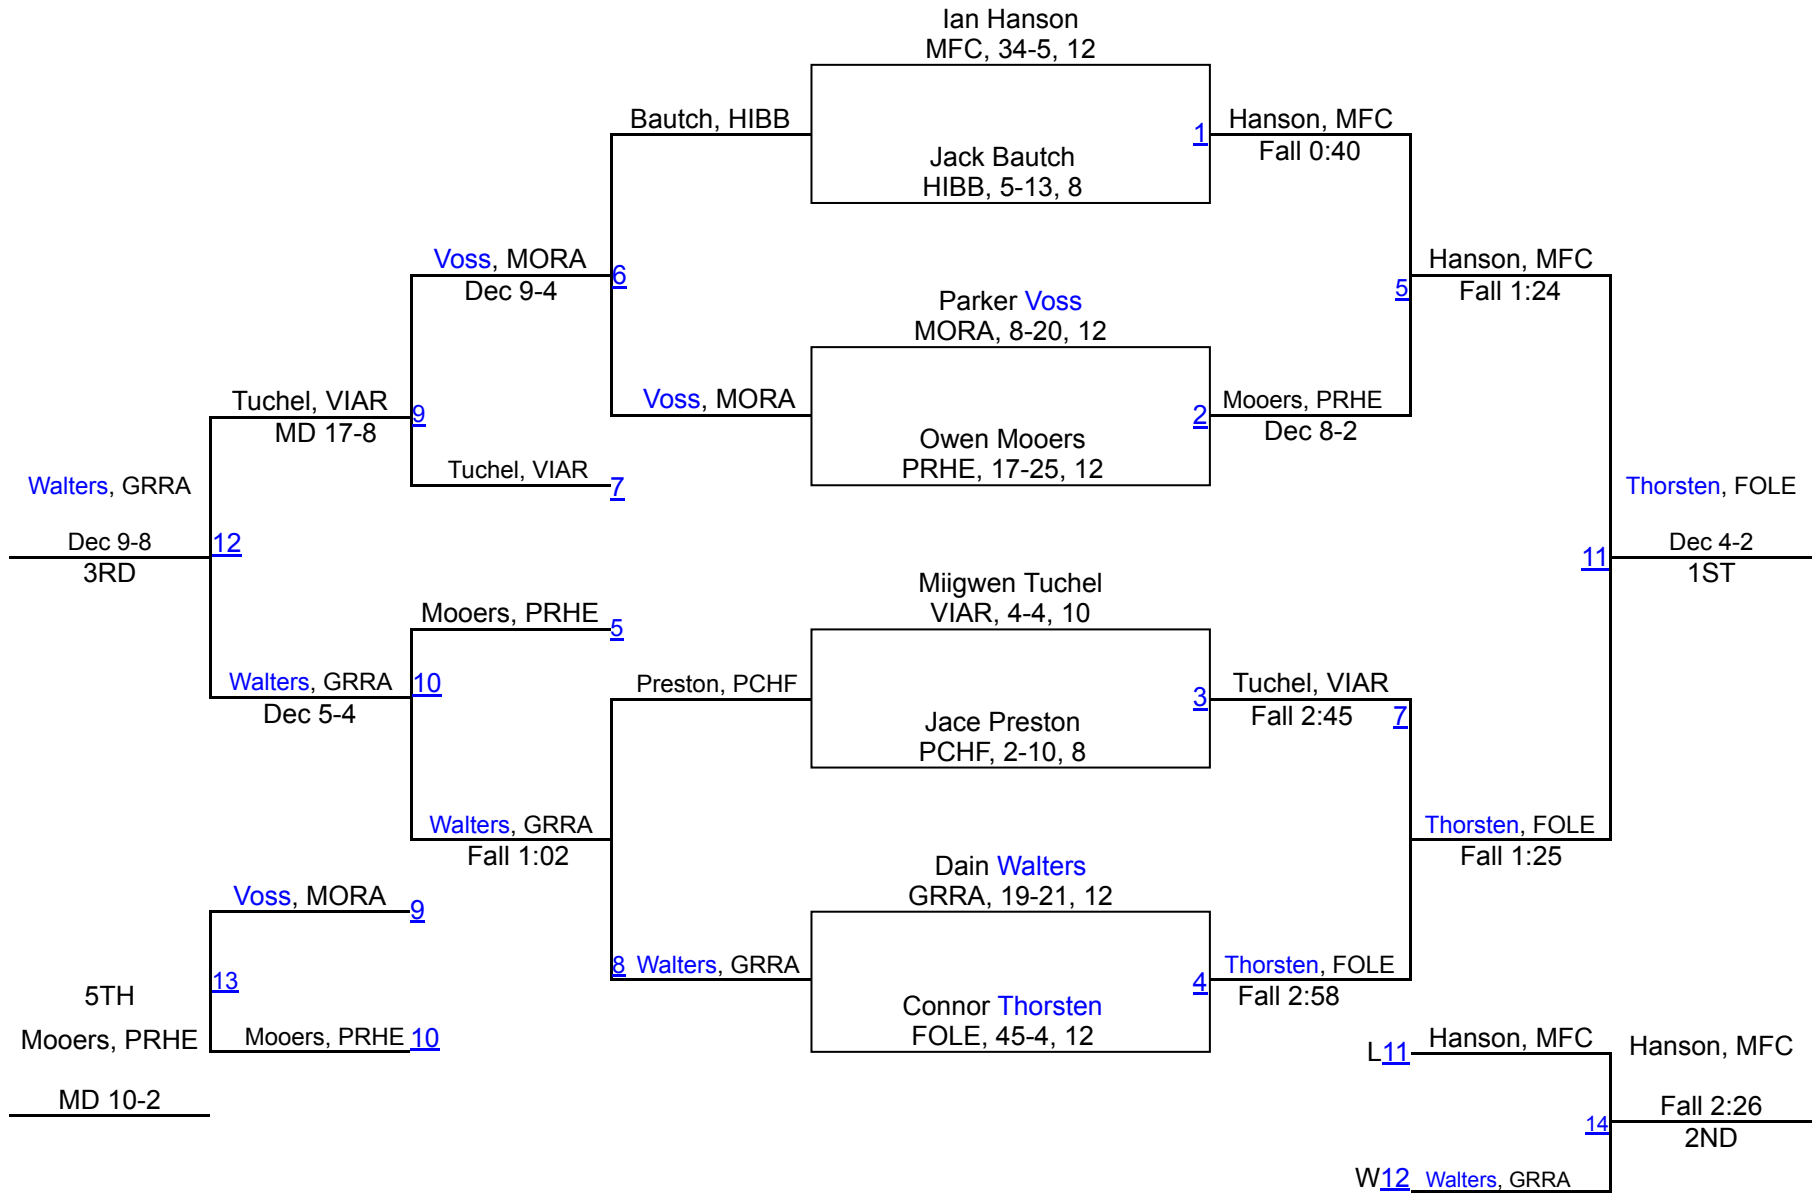 Ian Hanson
MFC, 34-5, 12
Bautch, HIBB
1
Hanson, MFC
Fall 0:40
Jack Bautch
HIBB, 5-13, 8
Voss, MORA
Dec 9-4
6
Parker Voss
MORA, 8-20, 12
5
Hanson, MFC
Fall 1:24
Tuchel, VIAR
MD 17-8
9
Voss, MORA
2
Mooers, PRHE
Dec 8-2
Owen Mooers
PRHE, 17-25, 12
Tuchel, VIAR
7
Walters, GRRA
Dec 9-8
3RD
12
Thorsten, FOLE
11
Dec 4-2
1ST
Miigwen Tuchel
VIAR, 4-4, 10
Mooers, PRHE
5
Walters, GRRA
Dec 5-4
10
Preston, PCHF
3
Tuchel, VIAR
Fall 2:45
7
Jace Preston
PCHF, 2-10, 8
Walters, GRRA
Fall 1:02
Thorsten, FOLE
Fall 1:25
Dain Walters
GRRA, 19-21, 12
Voss, MORA
9
8
Walters, GRRA
4
Thorsten, FOLE
Fall 2:58
13
5TH
Connor Thorsten
FOLE, 45-4, 12
Mooers, PRHE
Mooers, PRHE
10
L11
Hanson, MFC
Hanson, MFC
MD 10-2
14
Fall 2:26
2ND
W12
Walters, GRRA